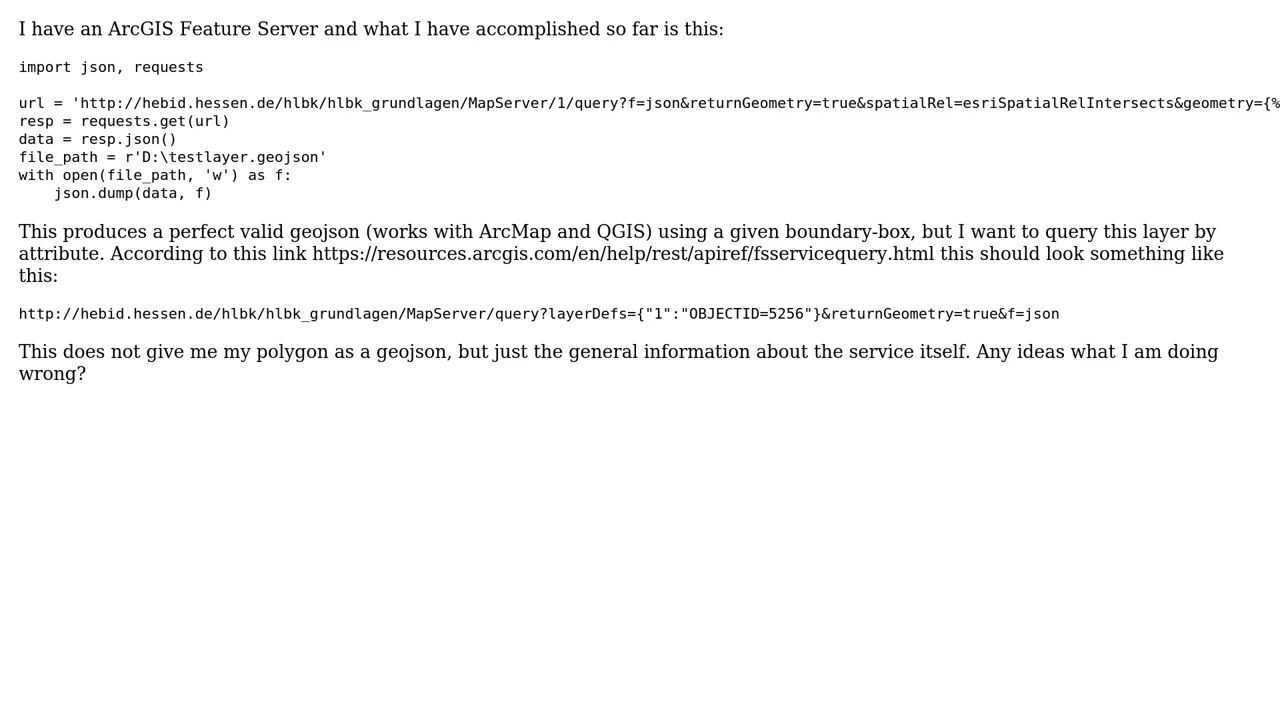 I have an ArcGIS Feature Server and what I have accomplished so far is this:
import json, requests
url = 'http://hebid.hessen.de/hlbk/hlbk_grundlagen/MapServer/1/query?f=json&returnGeometry=true&spatialRel=esriSpatialRelIntersects&geometry={%
resp = requests.get(url)
data = resp.json()
file_path = r'D:\testlayer.geojson'
with open(file_path, 'w') as f:
    json.dump(data, f)
This produces a perfect valid geojson (works with ArcMap and QGIS) using a given boundary-box, but I want to query this layer by
attribute. According to this link https://resources.arcgis.com/en/help/rest/apiref/fsservicequery.html this should look something like
this:
http://hebid.hessen.de/hlbk/hlbk_grundlagen/MapServer/query?layerDefs={"1":"OBJECTID=5256"}&returnGeometry=true&f=json
This does not give me my polygon as a geojson, but just the general information about the service itself. Any ideas what I am doing
wrong?